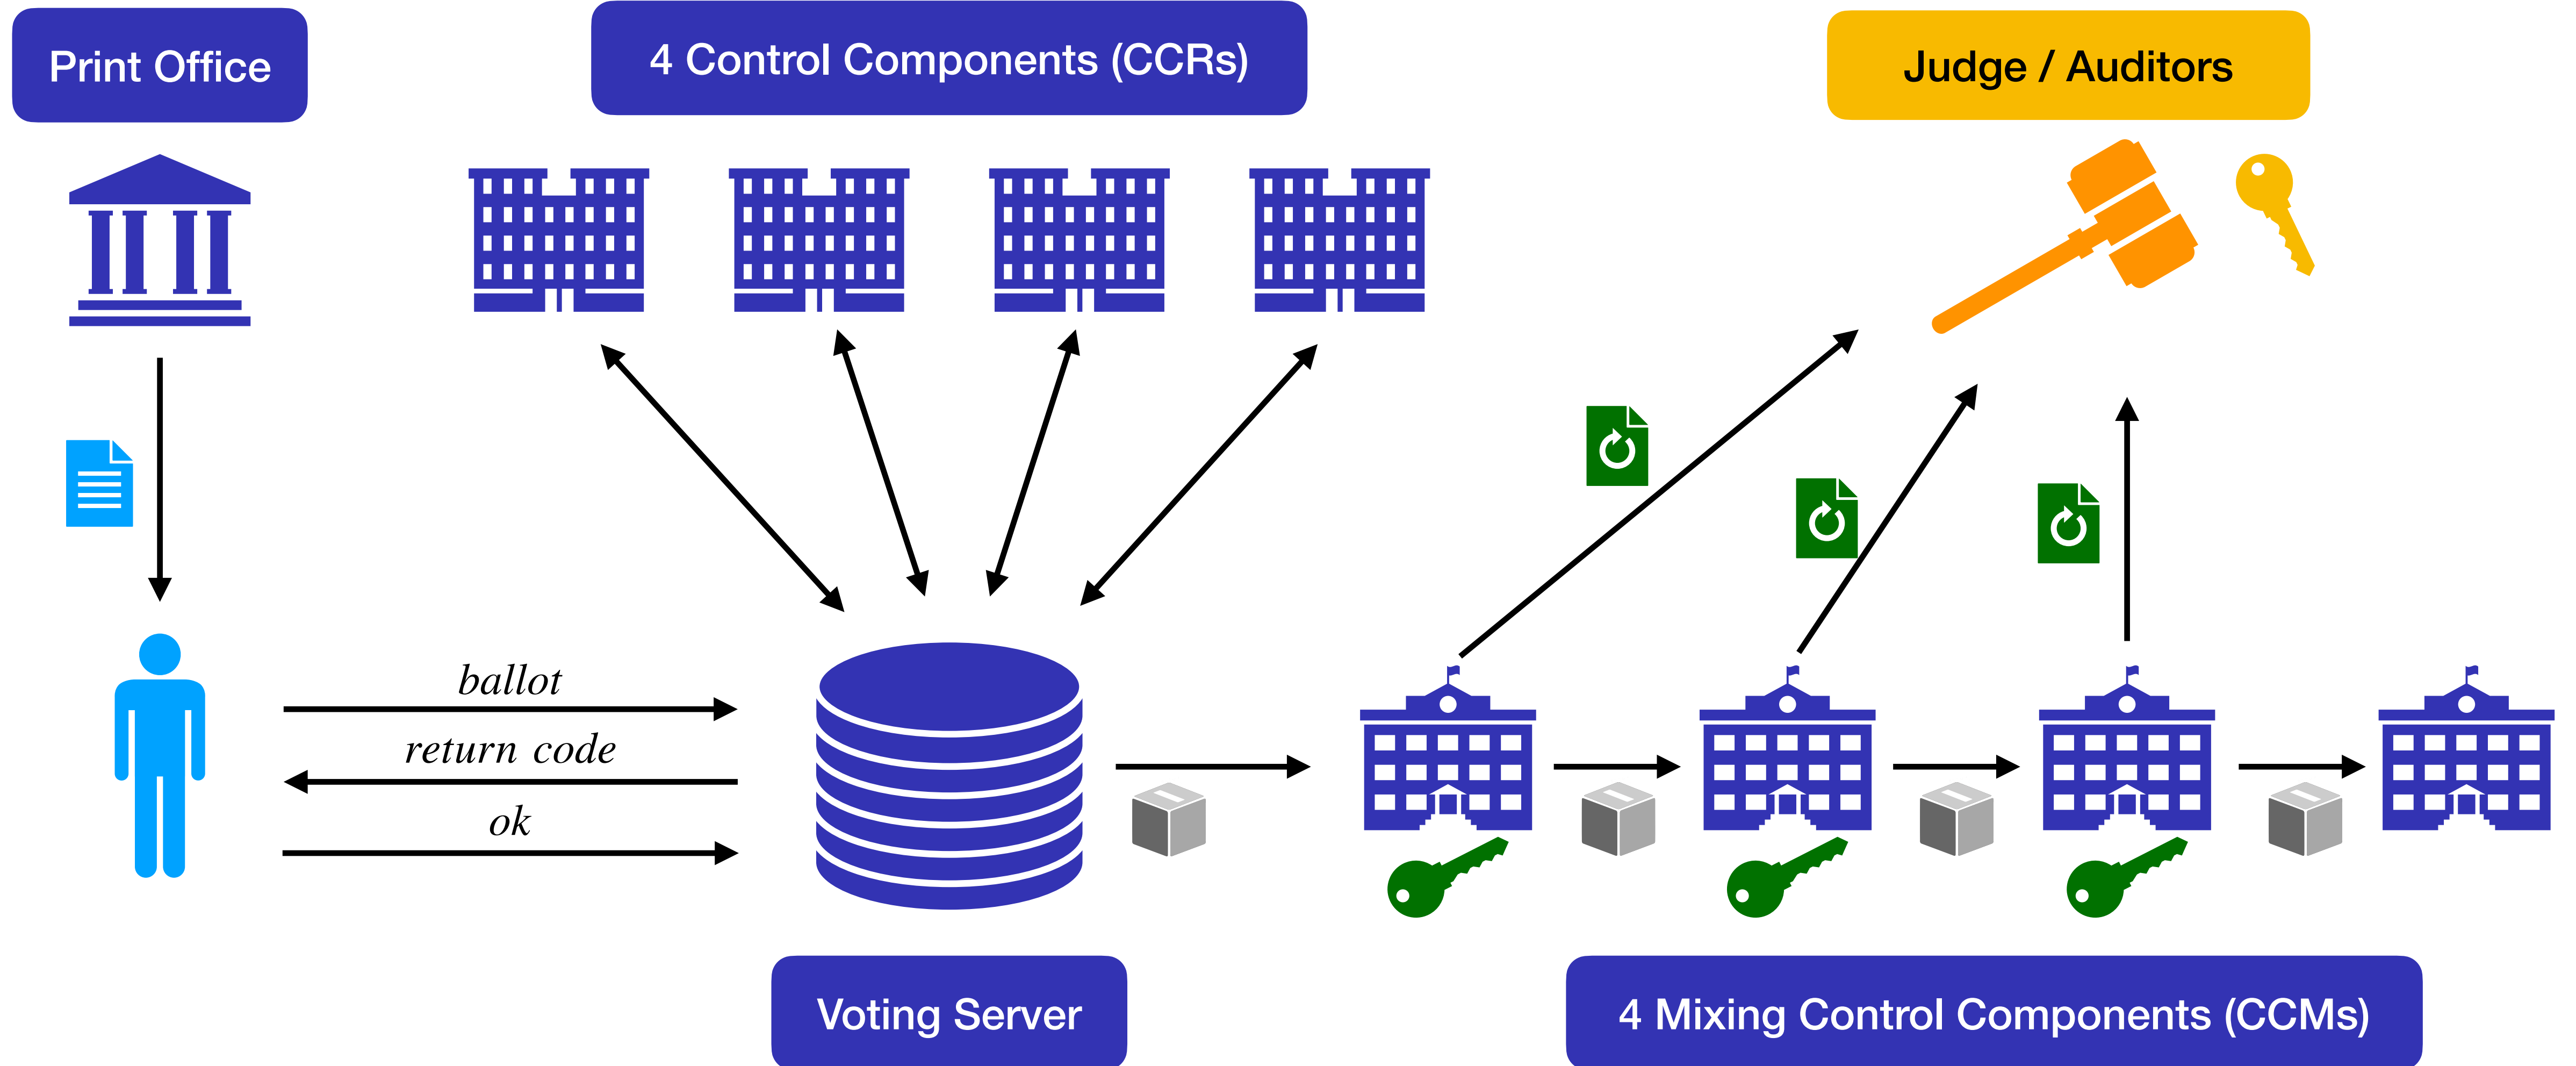 Print Office
4 Control Components (CCRs)
Judge / Auditors
ballot
return code
ok
Voting Server
4 Mixing Control Components (CCMs)